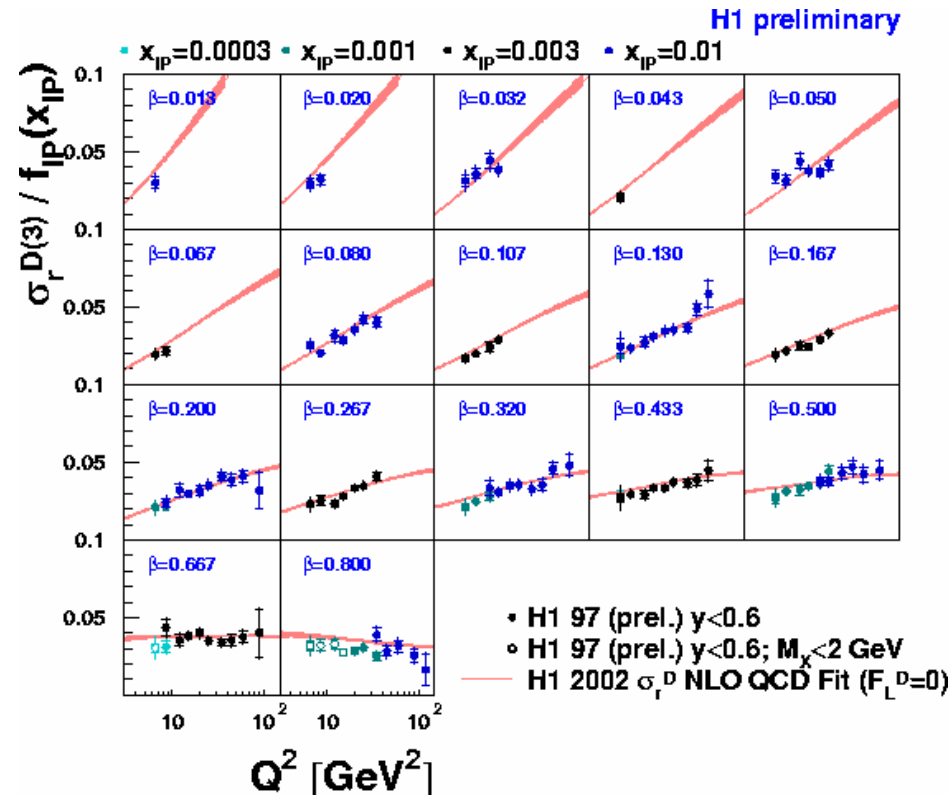 H1 preliminary
x_IP=0.0003 x_IP=0.001 x_IP=0.003 x_IP=0.01
σ_r^D(3) / f_IP(x_IP)
0.1
β=0.013 β=0.020 β=0.032 β=0.043 β=0.050
0.05
0.1
β=0.067 β=0.080 β=0.107 β=0.130 β=0.167
0.05
0.1
β=0.200 β=0.267 β=0.320 β=0.433 β=0.500
0.05
0.1
β=0.667 β=0.800
0.05
H1 97 (prel.) y<0.6
H1 97 (prel.) y<0.6; M_X<2 GeV
H1 2002 σ_r^D NLO QCD Fit (F_L^D=0)
10 10^2 10 10^2
Q^2 [GeV^2]